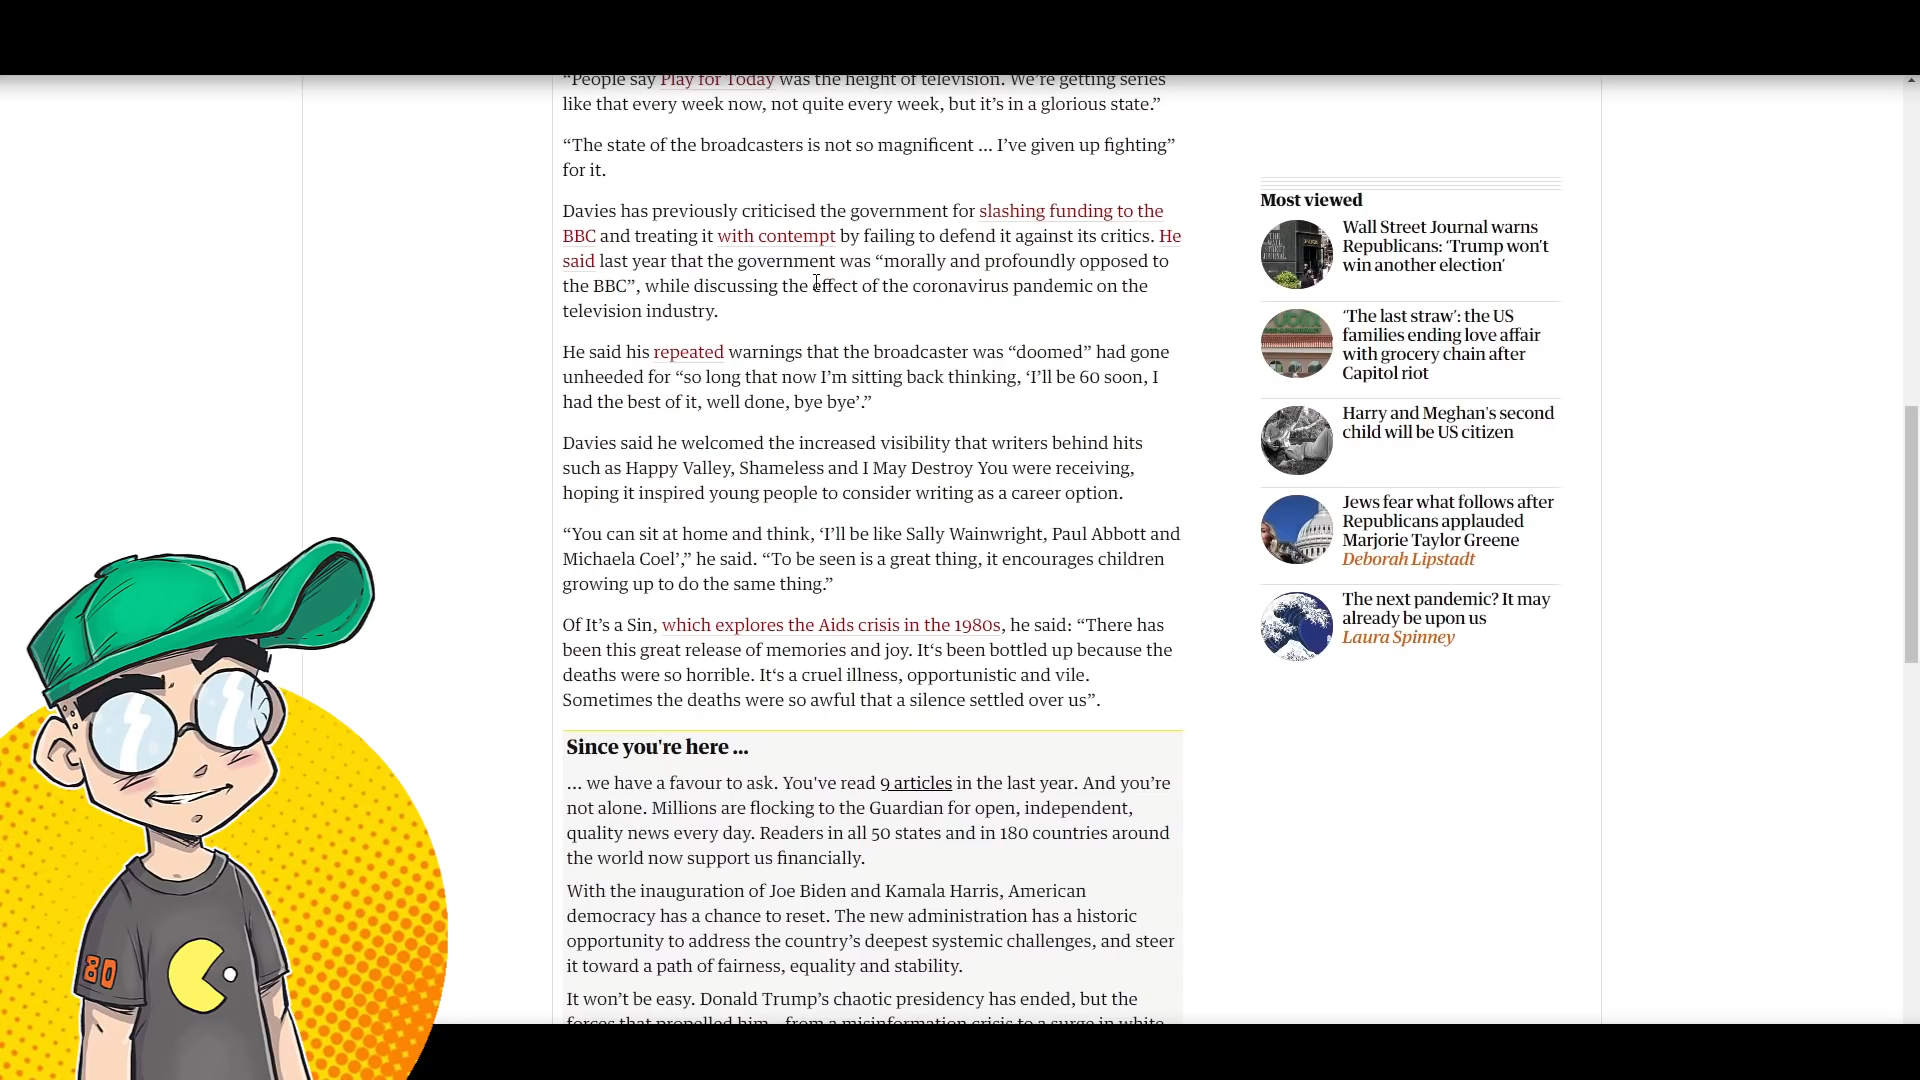 “People say Play for Today was the height of television. We’re getting series
like that every week now, not quite every week, but it’s in a glorious state.”
“The state of the broadcasters is not so magnificent ... I’ve given up fighting”
for it.
Davies has previously criticised the government for slashing funding to the
BBC and treating it with contempt by failing to defend it against its critics. He
said last year that the government was “morally and profoundly opposed to
the BBC”, while discussing the effect of the coronavirus pandemic on the
television industry.
He said his repeated warnings that the broadcaster was “doomed” had gone
unheeded for “so long that now I’m sitting back thinking, ‘I’ll be 60 soon, I
had the best of it, well done, bye bye’.”
Davies said he welcomed the increased visibility that writers behind hits
such as Happy Valley, Shameless and I May Destroy You were receiving,
hoping it inspired young people to consider writing as a career option.
“You can sit at home and think, ‘I’ll be like Sally Wainwright, Paul Abbott and
Michaela Coel’,” he said. “To be seen is a great thing, it encourages children
growing up to do the same thing.”
Of It’s a Sin, which explores the Aids crisis in the 1980s, he said: “There has
been this great release of memories and joy. It‘s been bottled up because the
deaths were so horrible. It‘s a cruel illness, opportunistic and vile.
Sometimes the deaths were so awful that a silence settled over us”.
Since you're here ...
... we have a favour to ask. You've read 9 articles in the last year. And you’re
not alone. Millions are flocking to the Guardian for open, independent,
quality news every day. Readers in all 50 states and in 180 countries around
the world now support us financially.
With the inauguration of Joe Biden and Kamala Harris, American
democracy has a chance to reset. The new administration has a historic
opportunity to address the country’s deepest systemic challenges, and steer
it toward a path of fairness, equality and stability.
It won’t be easy. Donald Trump’s chaotic presidency has ended, but the
forces that propelled him – from a misinformation crisis to a surge in white
Most viewed
Wall Street Journal warns
Republicans: ‘Trump won’t
win another election’
‘The last straw’: the US
families ending love affair
with grocery chain after
Capitol riot
Harry and Meghan's second
child will be US citizen
Jews fear what follows after
Republicans applauded
Marjorie Taylor Greene
Deborah Lipstadt
The next pandemic? It may
already be upon us
Laura Spinney
80